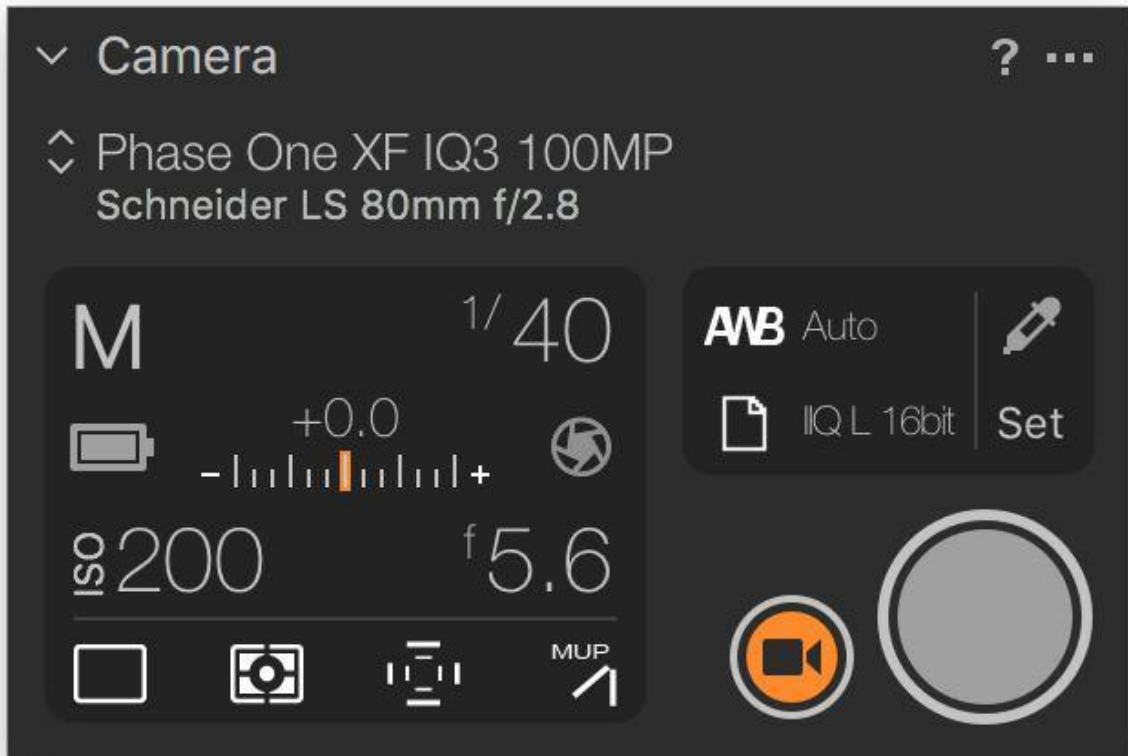 Camera ? ...
Phase One XF IQ3 100MP
Schneider LS 80mm f/2.8
M 1/40
AWB Auto
+0.0
- +
IIQ L 16bit Set
ISO 200 f5.6
MUP